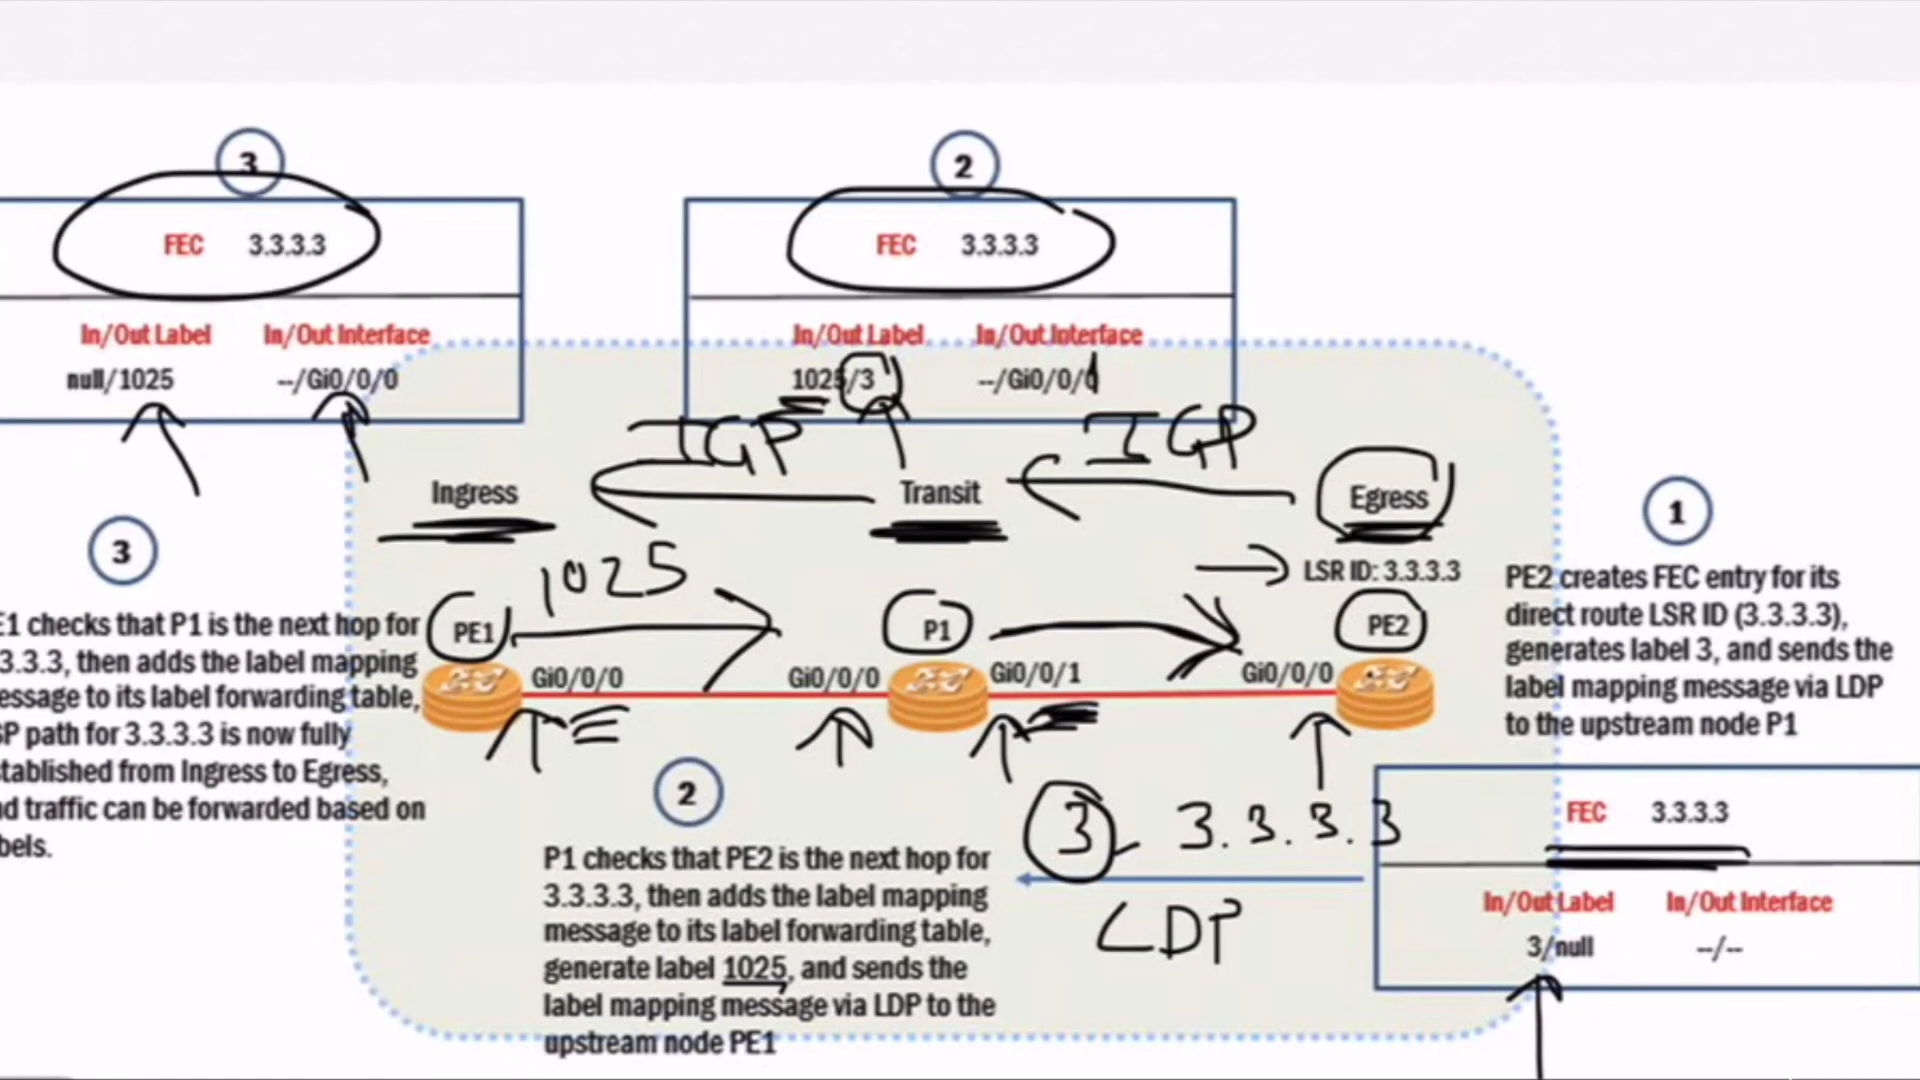 3
FEC 3.3.3.3
In/Out Label In/Out Interface
null/1025 --/Gi0/0/0
2
FEC 3.3.3.3
In/Out Label In/Out Interface
1025/3 --/Gi0/0/1
IGP
IGP
Ingress
Transit
Egress
LSR ID: 3.3.3.3
1025
PE1
P1
PE2
Gi0/0/0
Gi0/0/0
Gi0/0/1
Gi0/0/0
3
E1 checks that P1 is the next hop for
.3.3.3, then adds the label mapping
essage to its label forwarding table,
SP path for 3.3.3.3 is now fully
stablished from Ingress to Egress,
nd traffic can be forwarded based on
bels.
2
P1 checks that PE2 is the next hop for
3.3.3.3, then adds the label mapping
message to its label forwarding table,
generate label 1025, and sends the
label mapping message via LDP to the
upstream node PE1
3 - 3.3.3.3
LDP
1
PE2 creates FEC entry for its
direct route LSR ID (3.3.3.3),
generates label 3, and sends the
label mapping message via LDP
to the upstream node P1
FEC 3.3.3.3
In/Out Label In/Out Interface
3/null --/--